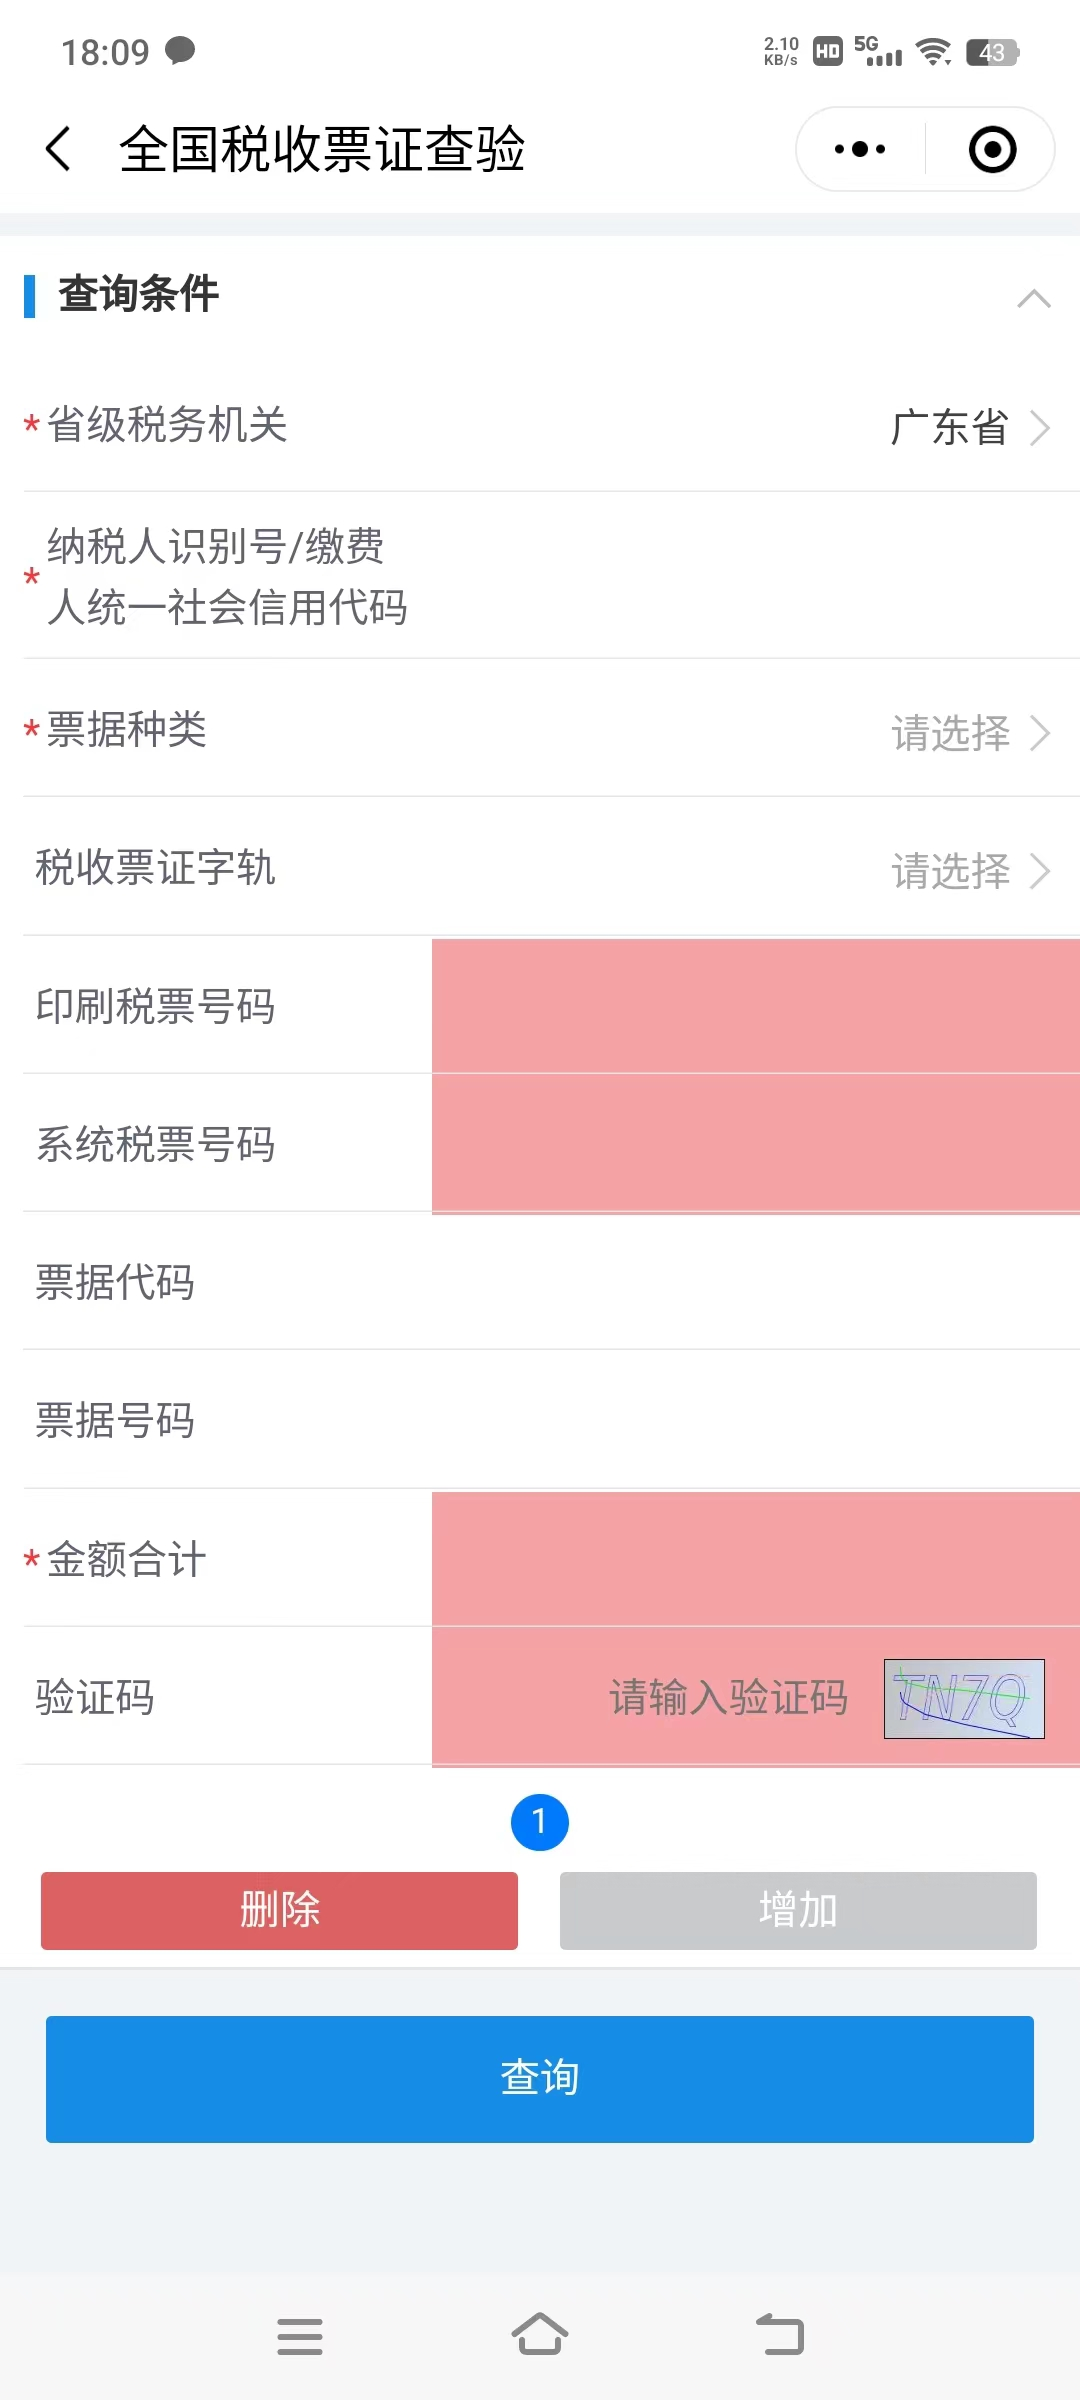 18:09
2.10 KB/s HD 5G 43
全国税收票证查验
查询条件
*省级税务机关 广东省
*纳税人识别号/缴费
人统一社会信用代码
*票据种类 请选择
税收票证字轨 请选择
印刷税票号码
系统税票号码
票据代码
票据号码
*金额合计
验证码 请输入验证码 TN7Q
1
删除 增加
查询